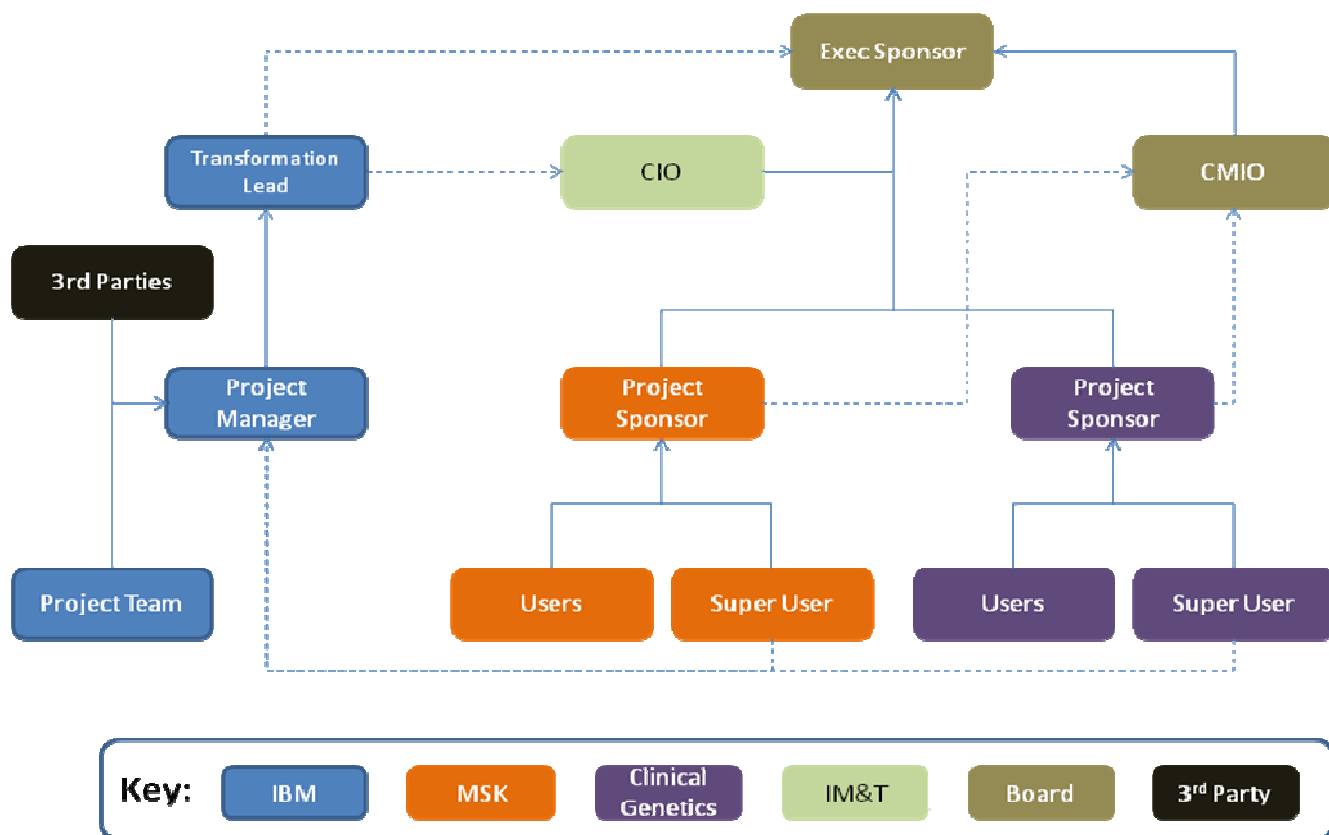 Exec Sponsor
Transformation
Lead
CIO
CMIO
3rd Parties
Project
Manager
Project
Sponsor
Project
Sponsor
Project Team
Users
Super User
Users
Super User
Key:
IBM
MSK
Clinical
Genetics
IM&T
Board
3rd Party